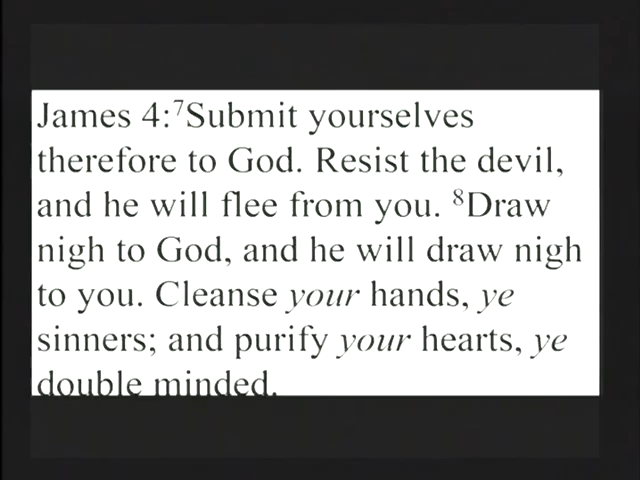 James 4:⁷Submit yourselves
therefore to God. Resist the devil,
and he will flee from you. ⁸Draw
nigh to God, and he will draw nigh
to you. Cleanse your hands, ye
sinners; and purify your hearts, ye
double minded.